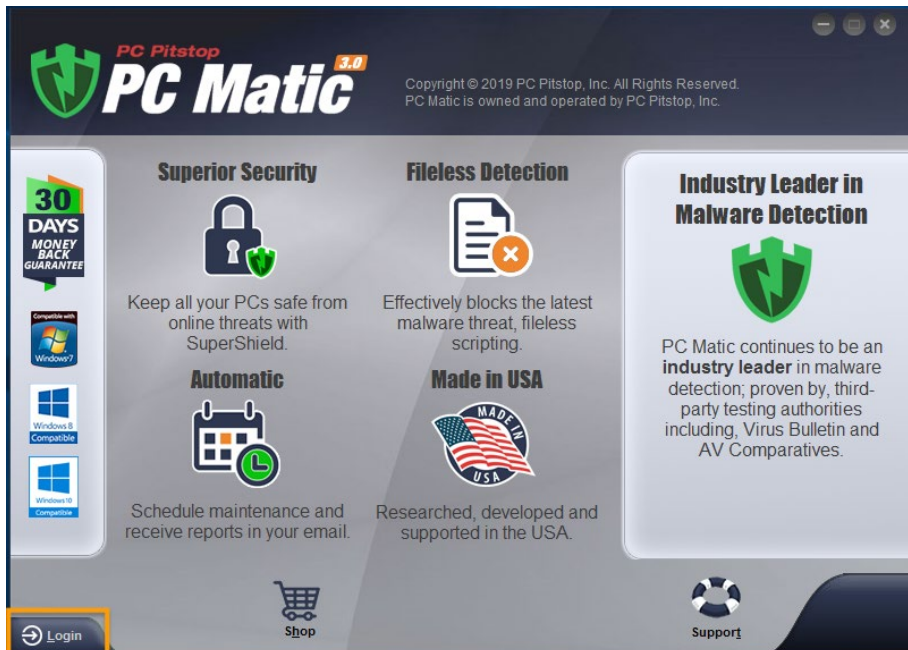 PC Pitstop
PC Matic 3.0
Copyright © 2019 PC Pitstop, Inc. All Rights Reserved.
PC Matic is owned and operated by PC Pitstop, Inc.
30
DAYS
MONEY
BACK
GUARANTEE
Compatible with
Windows 7
Windows 8
Compatible
Windows 10
Compatible
Superior Security
Keep all your PCs safe from
online threats with
SuperShield.
Fileless Detection
Effectively blocks the latest
malware threat, fileless
scripting.
Automatic
Schedule maintenance and
receive reports in your email.
Made in USA
MADE IN
USA
Researched, developed and
supported in the USA.
Industry Leader in
Malware Detection
PC Matic continues to be an
industry leader in malware
detection; proven by, third-
party testing authorities
including, Virus Bulletin and
AV Comparatives.
Login
Shop
Support